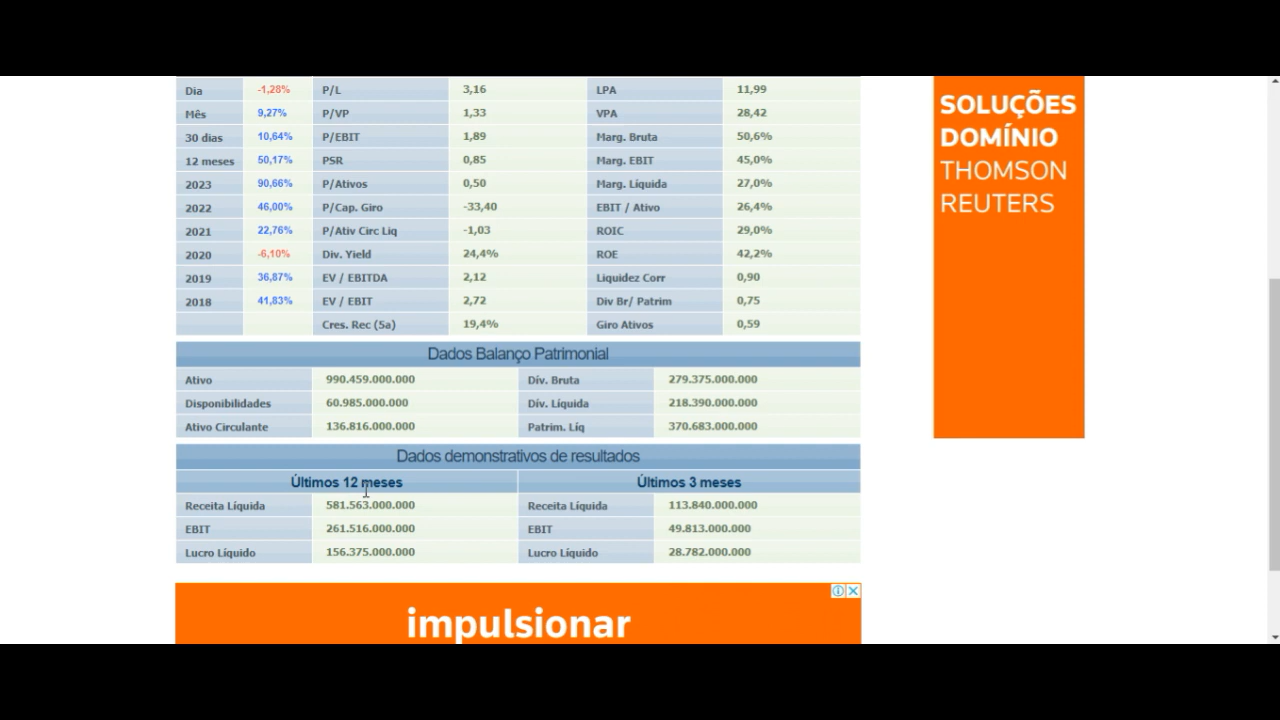 Dia -1,28% P/L 3,16 LPA 11,99
Mês 9,27% P/VP 1,33 VPA 28,42
30 dias 10,64% P/EBIT 1,89 Marg. Bruta 50,6%
12 meses 50,17% PSR 0,85 Marg. EBIT 45,0%
2023 90,66% P/Ativos 0,50 Marg. Líquida 27,0%
2022 46,00% P/Cap. Giro -33,40 EBIT / Ativo 26,4%
2021 22,76% P/Ativ Circ Liq -1,03 ROIC 29,0%
2020 -6,10% Div. Yield 24,4% ROE 42,2%
2019 36,87% EV / EBITDA 2,12 Liquidez Corr 0,90
2018 41,83% EV / EBIT 2,72 Div Br/ Patrim 0,75
Cres. Rec (5a) 19,4% Giro Ativos 0,59
Dados Balanço Patrimonial
Ativo 990.459.000.000 Dív. Bruta 279.375.000.000
Disponibilidades 60.985.000.000 Dív. Líquida 218.390.000.000
Ativo Circulante 136.816.000.000 Patrim. Líq 370.683.000.000
Dados demonstrativos de resultados
Últimos 12 meses Últimos 3 meses
Receita Líquida 581.563.000.000 Receita Líquida 113.840.000.000
EBIT 261.516.000.000 EBIT 49.813.000.000
Lucro Líquido 156.375.000.000 Lucro Líquido 28.782.000.000
impulsionar
SOLUÇÕES
DOMÍNIO
THOMSON
REUTERS